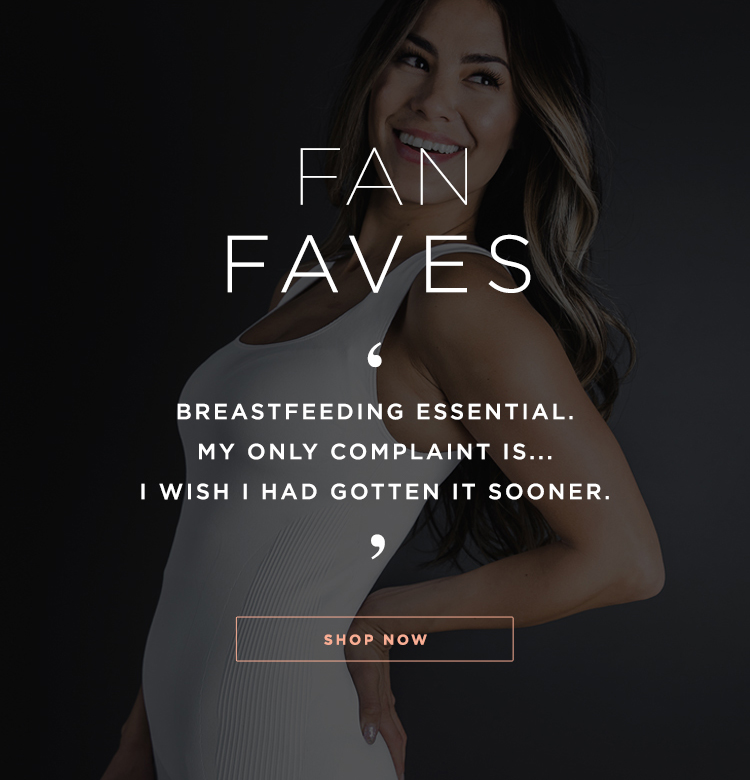 FAN
FAVES
‘
BREASTFEEDING ESSENTIAL.
MY ONLY COMPLAINT IS...
I WISH I HAD GOTTEN IT SOONER.
’
SHOP NOW